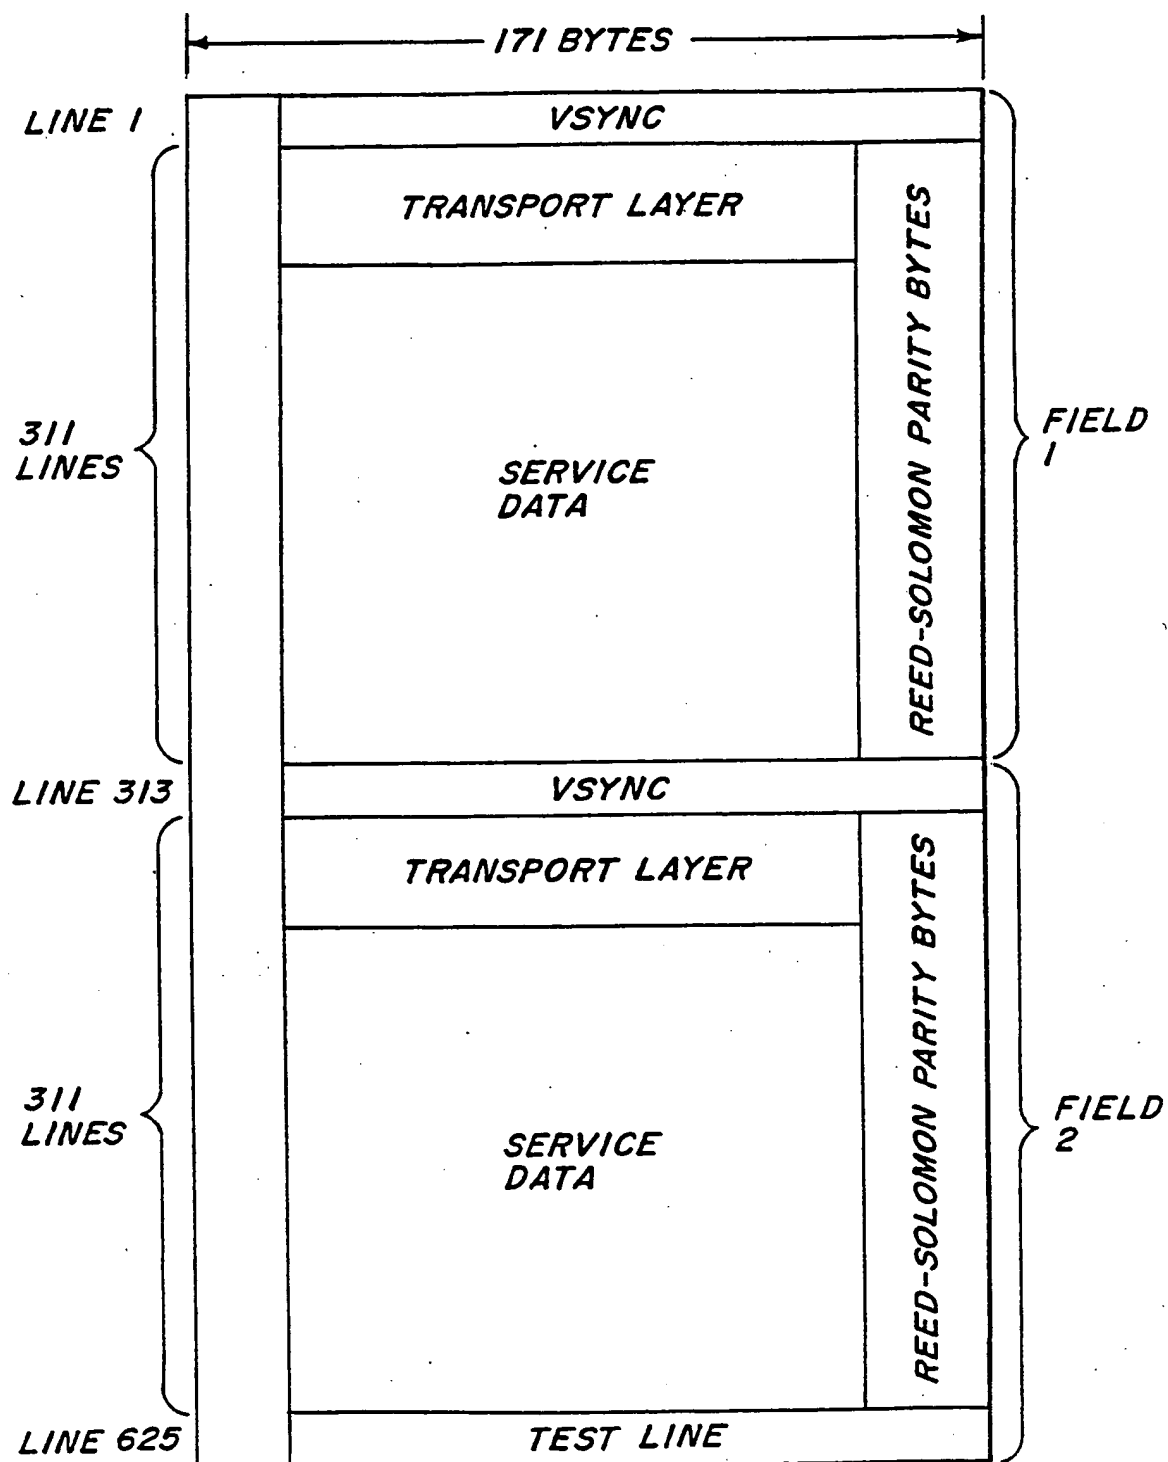 171 BYTES
LINE 1
VSYNC
TRANSPORT LAYER
REED-SOLOMON PARITY BYTES
311
LINES
SERVICE
DATA
FIELD
1
LINE 313
VSYNC
TRANSPORT LAYER
REED-SOLOMON PARITY BYTES
311
LINES
SERVICE
DATA
FIELD
2
LINE 625
TEST LINE